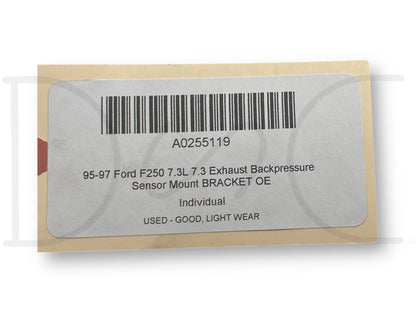 A0255119
95-97 Ford F250 7.3L 7.3 Exhaust Backpressure
Sensor Mount BRACKET OE
Individual
USED - GOOD, LIGHT WEAR